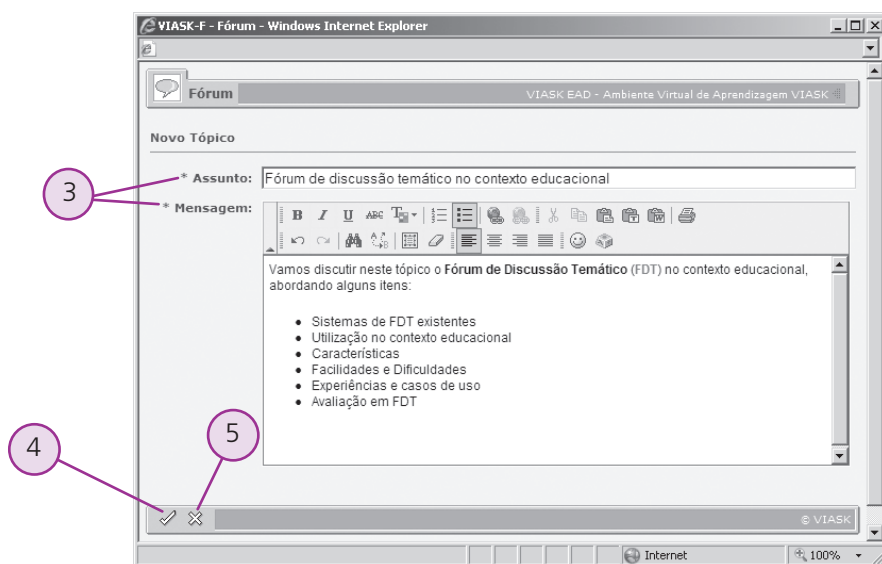 VIASK-F - Fórum - Windows Internet Explorer
Fórum
VIASK EAD - Ambiente Virtual de Aprendizagem VIASK
Novo Tópico
3
* Assunto: Fórum de discussão temático no contexto educacional
* Mensagem:
B I U ABC T
Vamos discutir neste tópico o Fórum de Discussão Temático (FDT) no contexto educacional,
abordando alguns itens:
• Sistemas de FDT existentes
• Utilização no contexto educacional
• Características
• Facilidades e Dificuldades
• Experiências e casos de uso
• Avaliação em FDT
4
5
© VIASK
Internet 100%